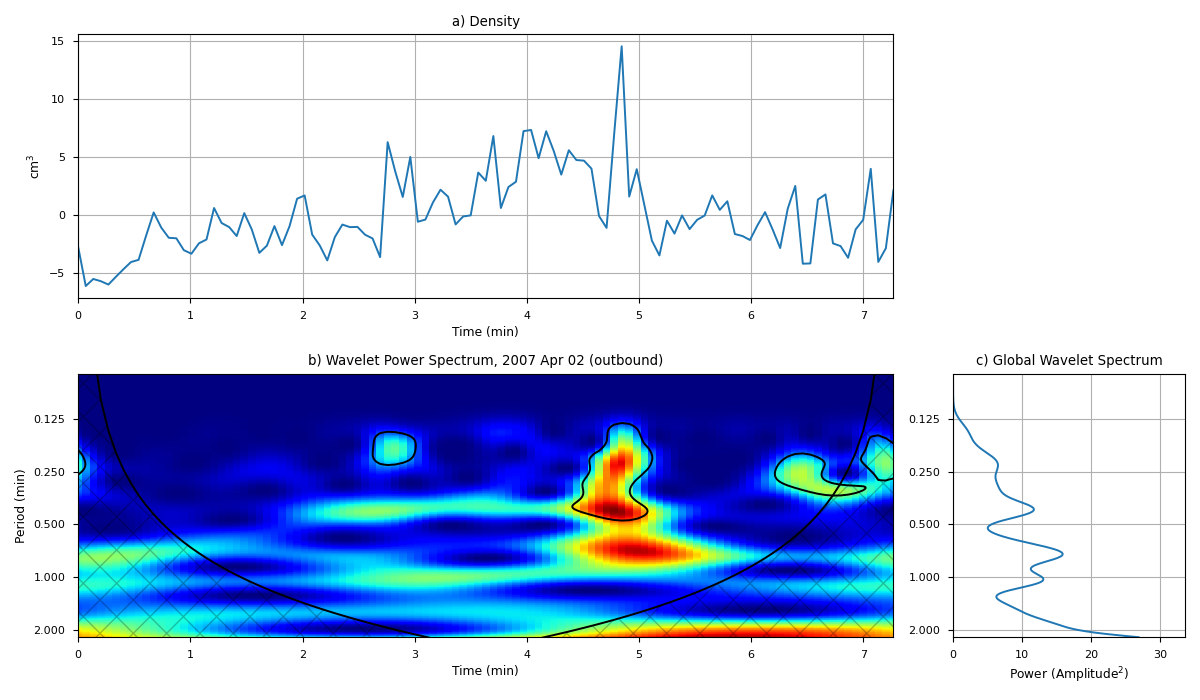 a) Density
15
10
5
0
−5
cm³
0 1 2 3 4 5 6 7
Time (min)
b) Wavelet Power Spectrum, 2007 Apr 02 (outbound)
0.125
0.250
0.500
1.000
2.000
Period (min)
0 1 2 3 4 5 6 7
Time (min)
c) Global Wavelet Spectrum
0.125
0.250
0.500
1.000
2.000
0 10 20 30
Power (Amplitude²)